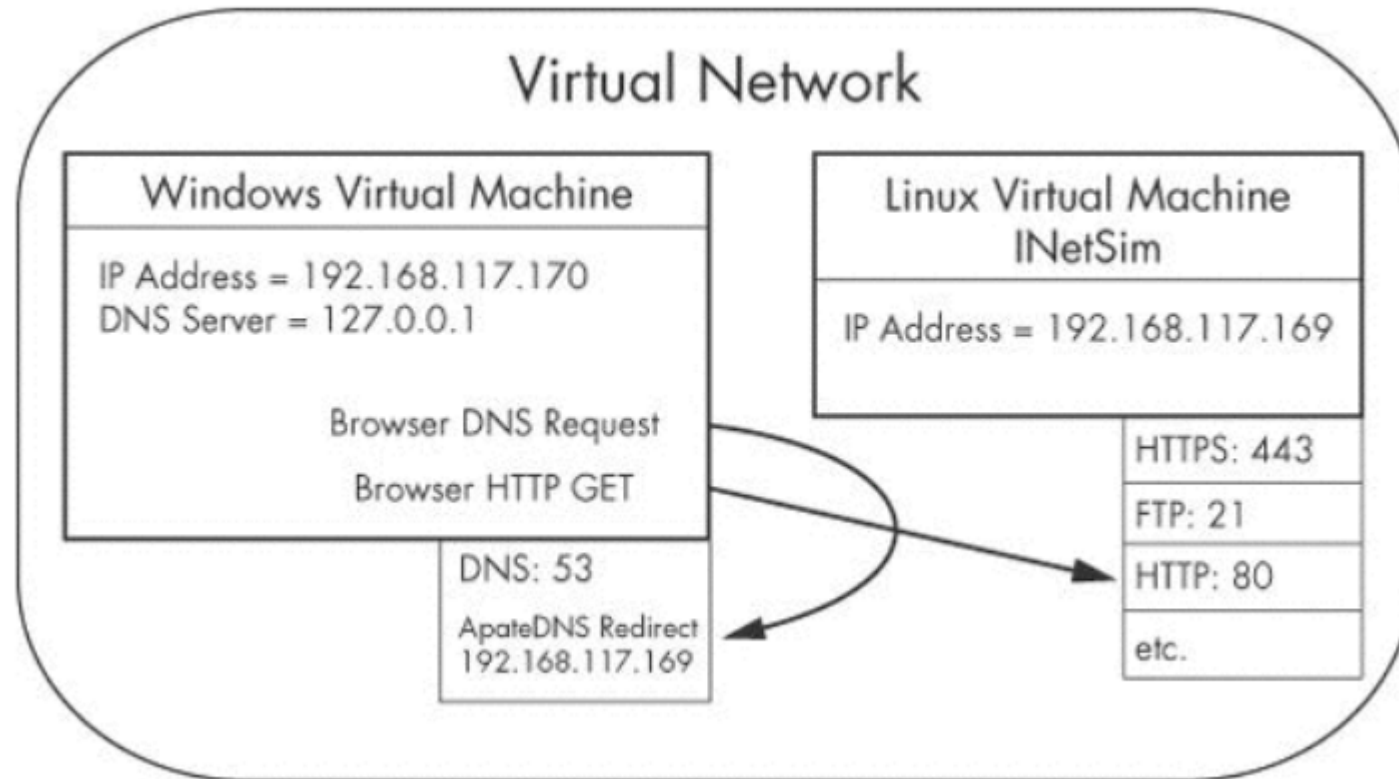 Virtual Network
Windows Virtual Machine
IP Address = 192.168.117.170
DNS Server = 127.0.0.1
Browser DNS Request
Browser HTTP GET
DNS: 53
ApateDNS Redirect
192.168.117.169
Linux Virtual Machine
INetSim
IP Address = 192.168.117.169
HTTPS: 443
FTP: 21
HTTP: 80
etc.